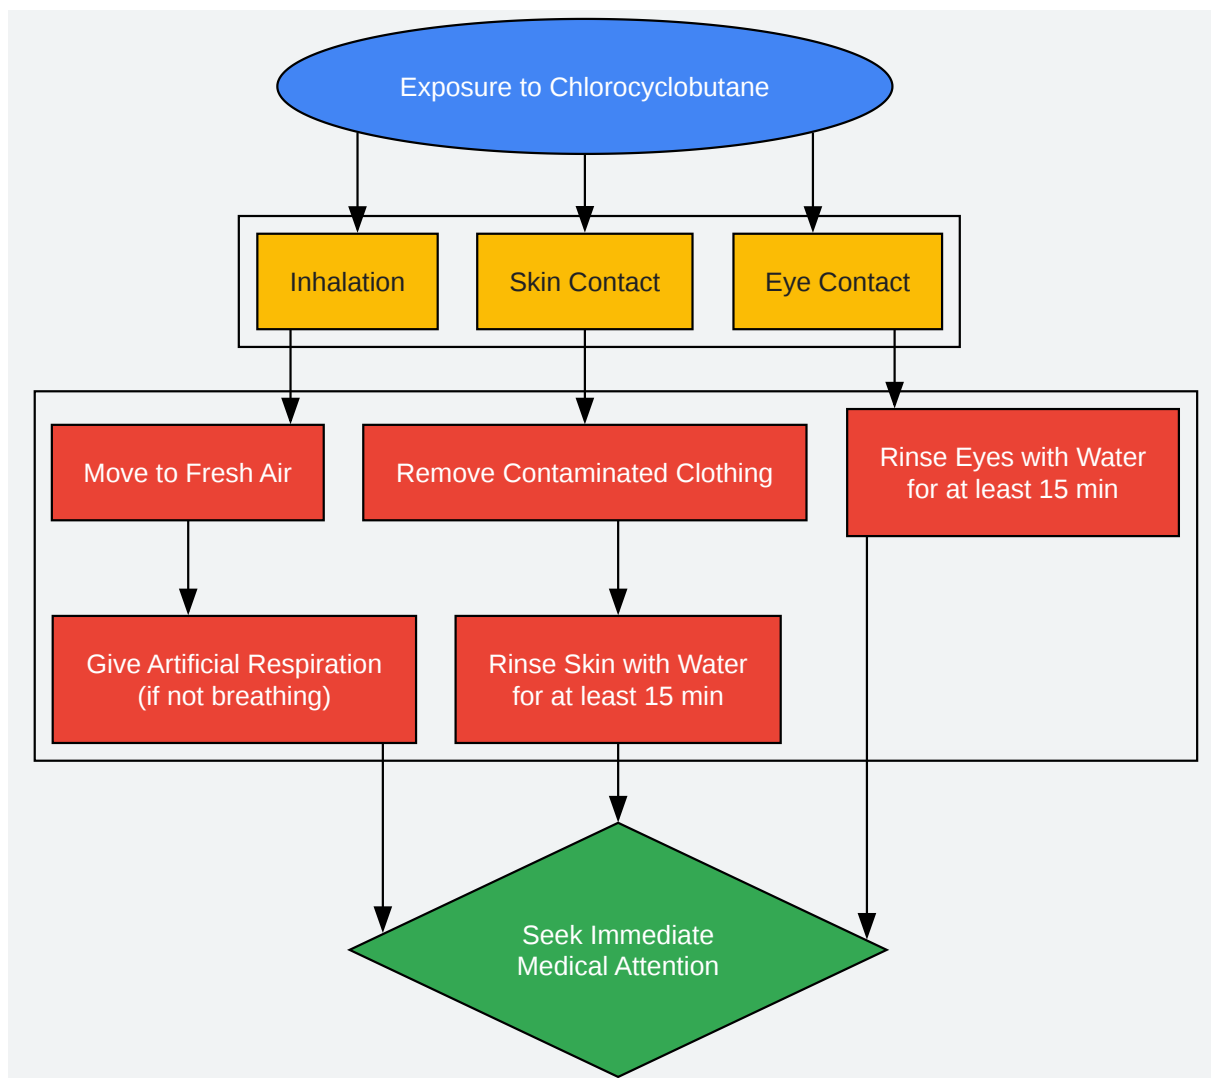 Exposure to Chlorocyclobutane
Inhalation
Skin Contact
Eye Contact
Move to Fresh Air
Remove Contaminated Clothing
Rinse Eyes with Water
for at least 15 min
Give Artificial Respiration
(if not breathing)
Rinse Skin with Water
for at least 15 min
Seek Immediate
Medical Attention